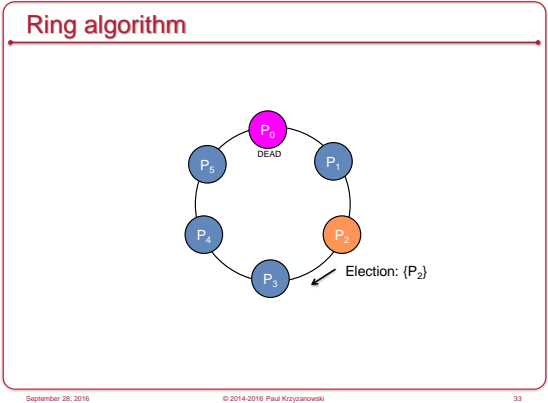 Ring algorithm
P₀
DEAD
P₅
P₁
P₄
P₂
Election: {P₂}
P₃
September 28, 2016
© 2014-2016 Paul Krzyzanowski
33